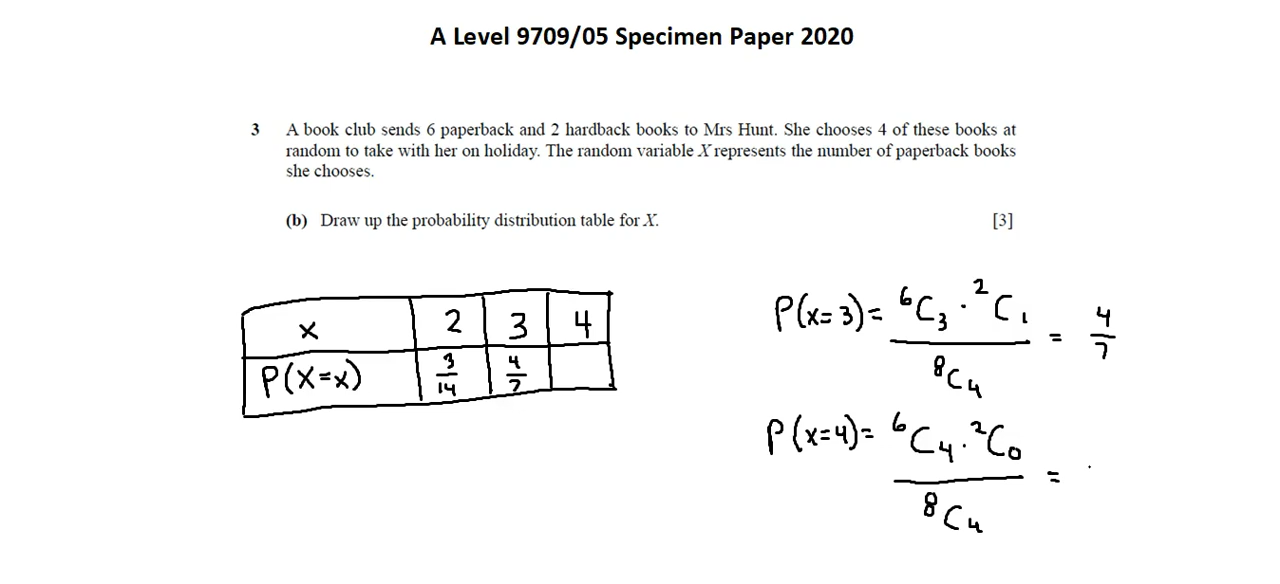 A Level 9709/05 Specimen Paper 2020
3 A book club sends 6 paperback and 2 hardback books to Mrs Hunt. She chooses 4 of these books at
random to take with her on holiday. The random variable X represents the number of paperback books
she chooses.
(b) Draw up the probability distribution table for X. [3]
x 2 3 4
P(X=x) 3/14 4/7
P(x=3) = ⁶C₃ · ²C₁ / ⁸C₄ = 4/7
P(x=4) = ⁶C₄ · ²C₀ / ⁸C₄ =